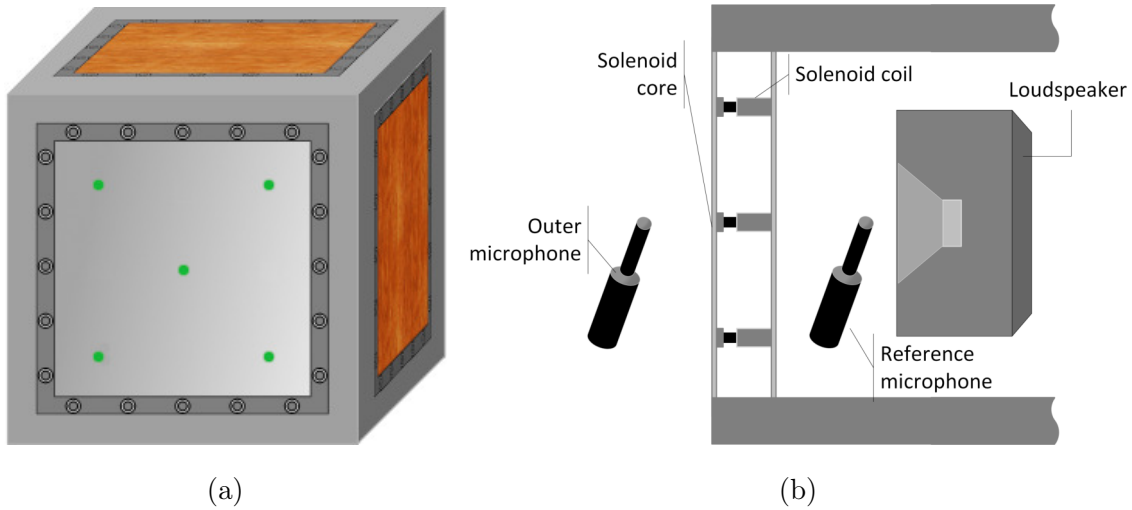 Solenoid
core
Solenoid coil
Loudspeaker
Outer
microphone
Reference
microphone
(a)
(b)